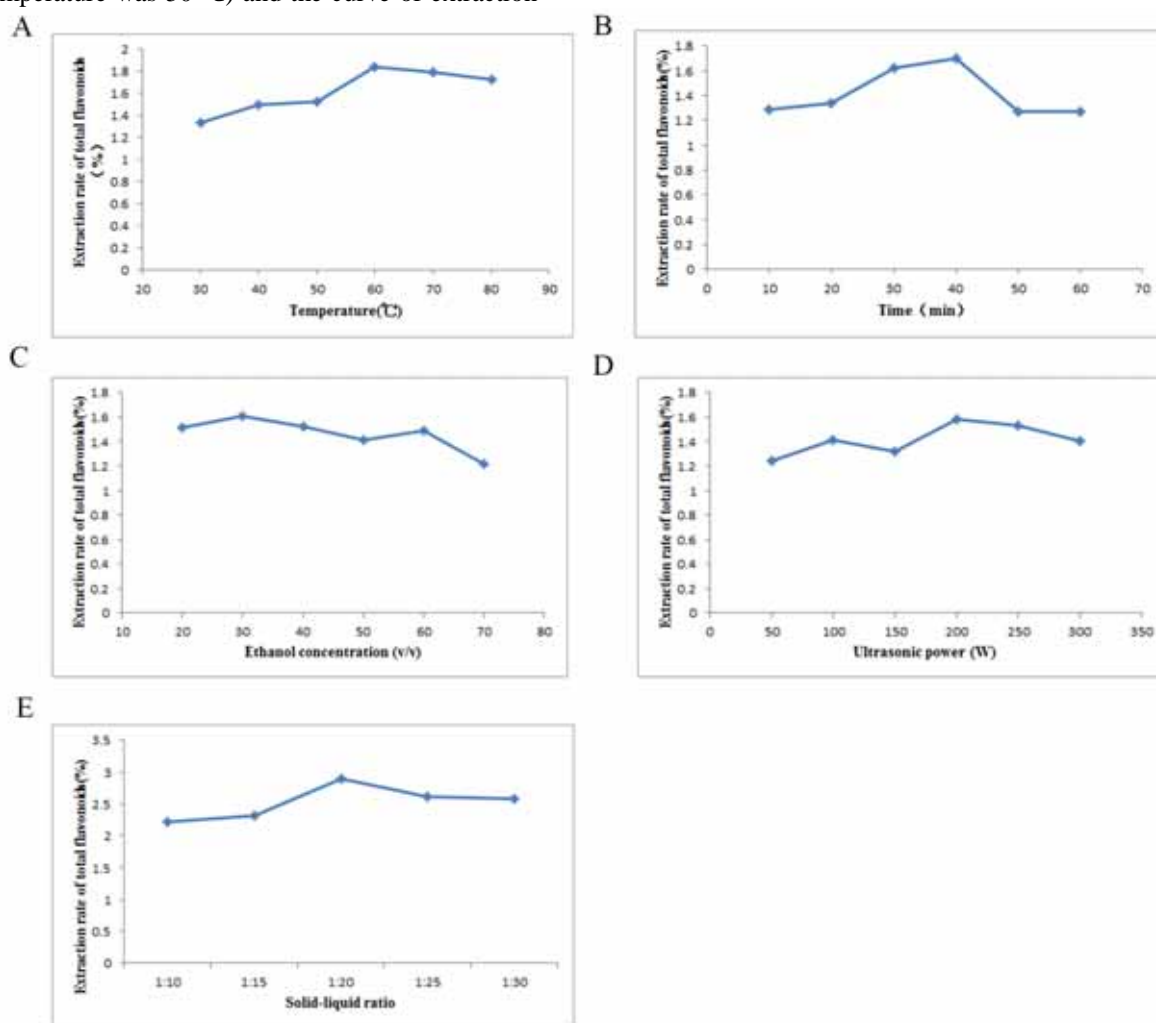 mperature was 50 °C) and the curve of extraction
A
Extraction rate of total flavonoids
(%)
2
1.8
1.6
1.4
1.2
1
0.8
0.6
0.4
0.2
0
20 30 40 50 60 70 80 90
Temperature(℃)
B
Extraction rate of total flavonoids(%)
1.8
1.6
1.4
1.2
1
0.8
0.6
0.4
0.2
0
0 10 20 30 40 50 60 70
Time (min)
C
Extraction rate of total flavonoids(%)
1.8
1.6
1.4
1.2
1
0.8
0.6
0.4
0.2
0
10 20 30 40 50 60 70 80
Ethanol concentration (v/v)
D
Extraction rate of total flavonoids(%)
1.8
1.6
1.4
1.2
1
0.8
0.6
0.4
0.2
0
0 50 100 150 200 250 300 350
Ultrasonic power (W)
E
Extraction rate of total flavonoids(%)
3.5
3
2.5
2
1.5
1
0.5
0
1:10 1:15 1:20 1:25 1:30
Solid-liquid ratio